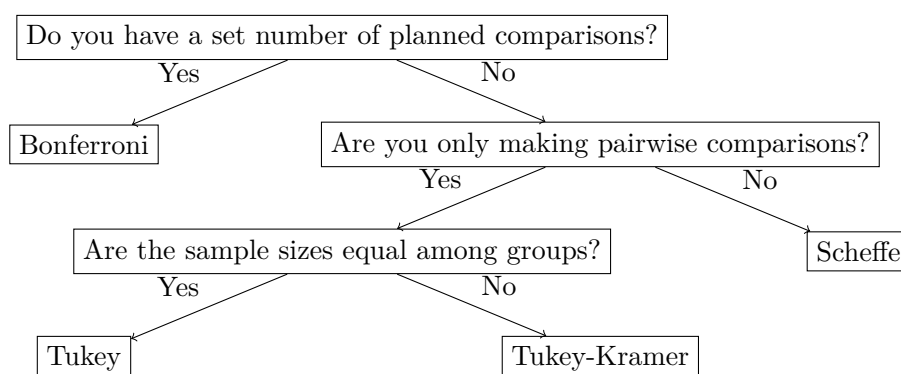 Do you have a set number of planned comparisons?
Yes
No
Bonferroni
Are you only making pairwise comparisons?
Yes
No
Are the sample sizes equal among groups?
Scheffe
Yes
No
Tukey
Tukey-Kramer